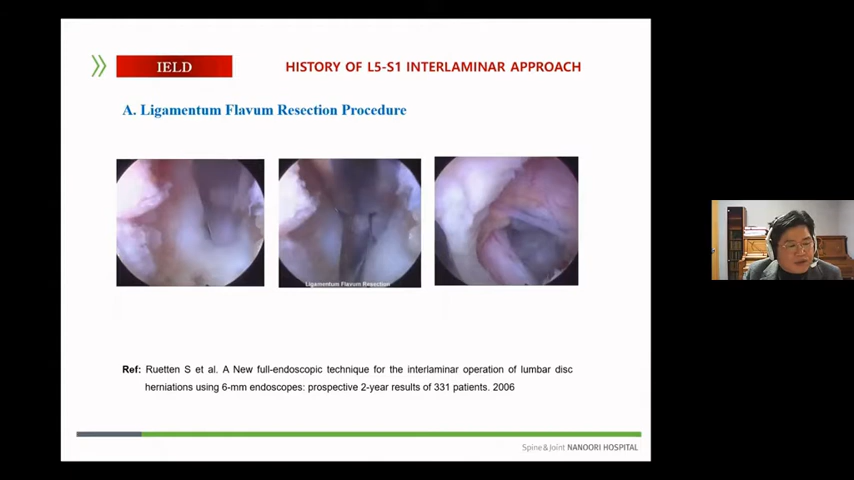 IELD
HISTORY OF L5-S1 INTERLAMINAR APPROACH
A. Ligamentum Flavum Resection Procedure
Ligamentum Flavum Resection
Ref: Ruetten S et al. A New full-endoscopic technique for the interlaminar operation of lumbar disc
herniations using 6-mm endoscopes: prospective 2-year results of 331 patients. 2006
Spine&Joint NANOORI HOSPITAL